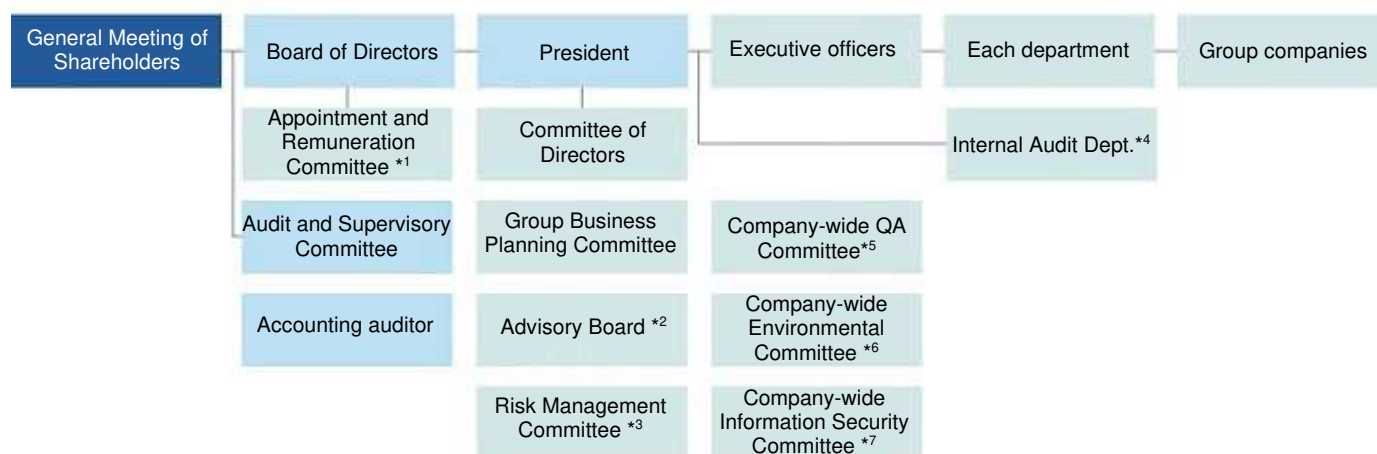 General Meeting of
Shareholders
Board of Directors
President
Executive officers
Each department
Group companies
Appointment and
Remuneration
Committee *1
Committee of
Directors
Internal Audit Dept.*4
Audit and Supervisory
Committee
Group Business
Planning Committee
Company-wide QA
Committee*5
Accounting auditor
Advisory Board *2
Company-wide
Environmental
Committee *6
Risk Management
Committee *3
Company-wide
Information Security
Committee *7